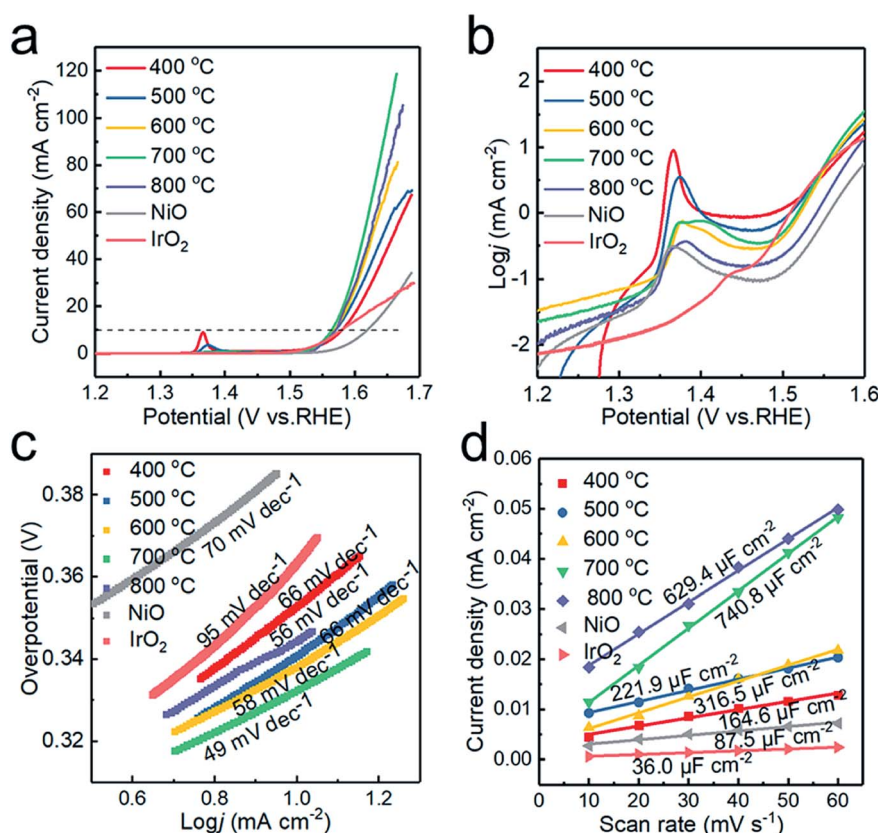 a
400 °C
500 °C
600 °C
700 °C
800 °C
NiO
IrO₂
120
100
80
60
40
20
0
1.2 1.3 1.4 1.5 1.6 1.7
Current density (mA cm⁻²)
Potential (V vs.RHE)
b
400 °C
500 °C
600 °C
700 °C
800 °C
NiO
IrO₂
2
1
0
-1
-2
1.2 1.3 1.4 1.5 1.6
Logj (mA cm⁻²)
Potential (V vs.RHE)
c
400 °C
500 °C
600 °C
700 °C
800 °C
NiO
IrO₂
0.38
0.36
0.34
0.32
0.6 0.8 1.0 1.2
Overpotential (V)
Logj (mA cm⁻²)
70 mV dec⁻¹
95 mV dec⁻¹
66 mV dec⁻¹
56 mV dec⁻¹
66 mV dec⁻¹
58 mV dec⁻¹
49 mV dec⁻¹
d
400 °C
500 °C
600 °C
700 °C
800 °C
NiO
IrO₂
0.06
0.05
0.04
0.03
0.02
0.01
0.00
10 20 30 40 50 60
Current density (mA cm⁻²)
Scan rate (mV s⁻¹)
629.4 µF cm⁻²
740.8 µF cm⁻²
221.9 µF cm⁻²
316.5 µF cm⁻²
164.6 µF cm⁻²
87.5 µF cm⁻²
36.0 µF cm⁻²